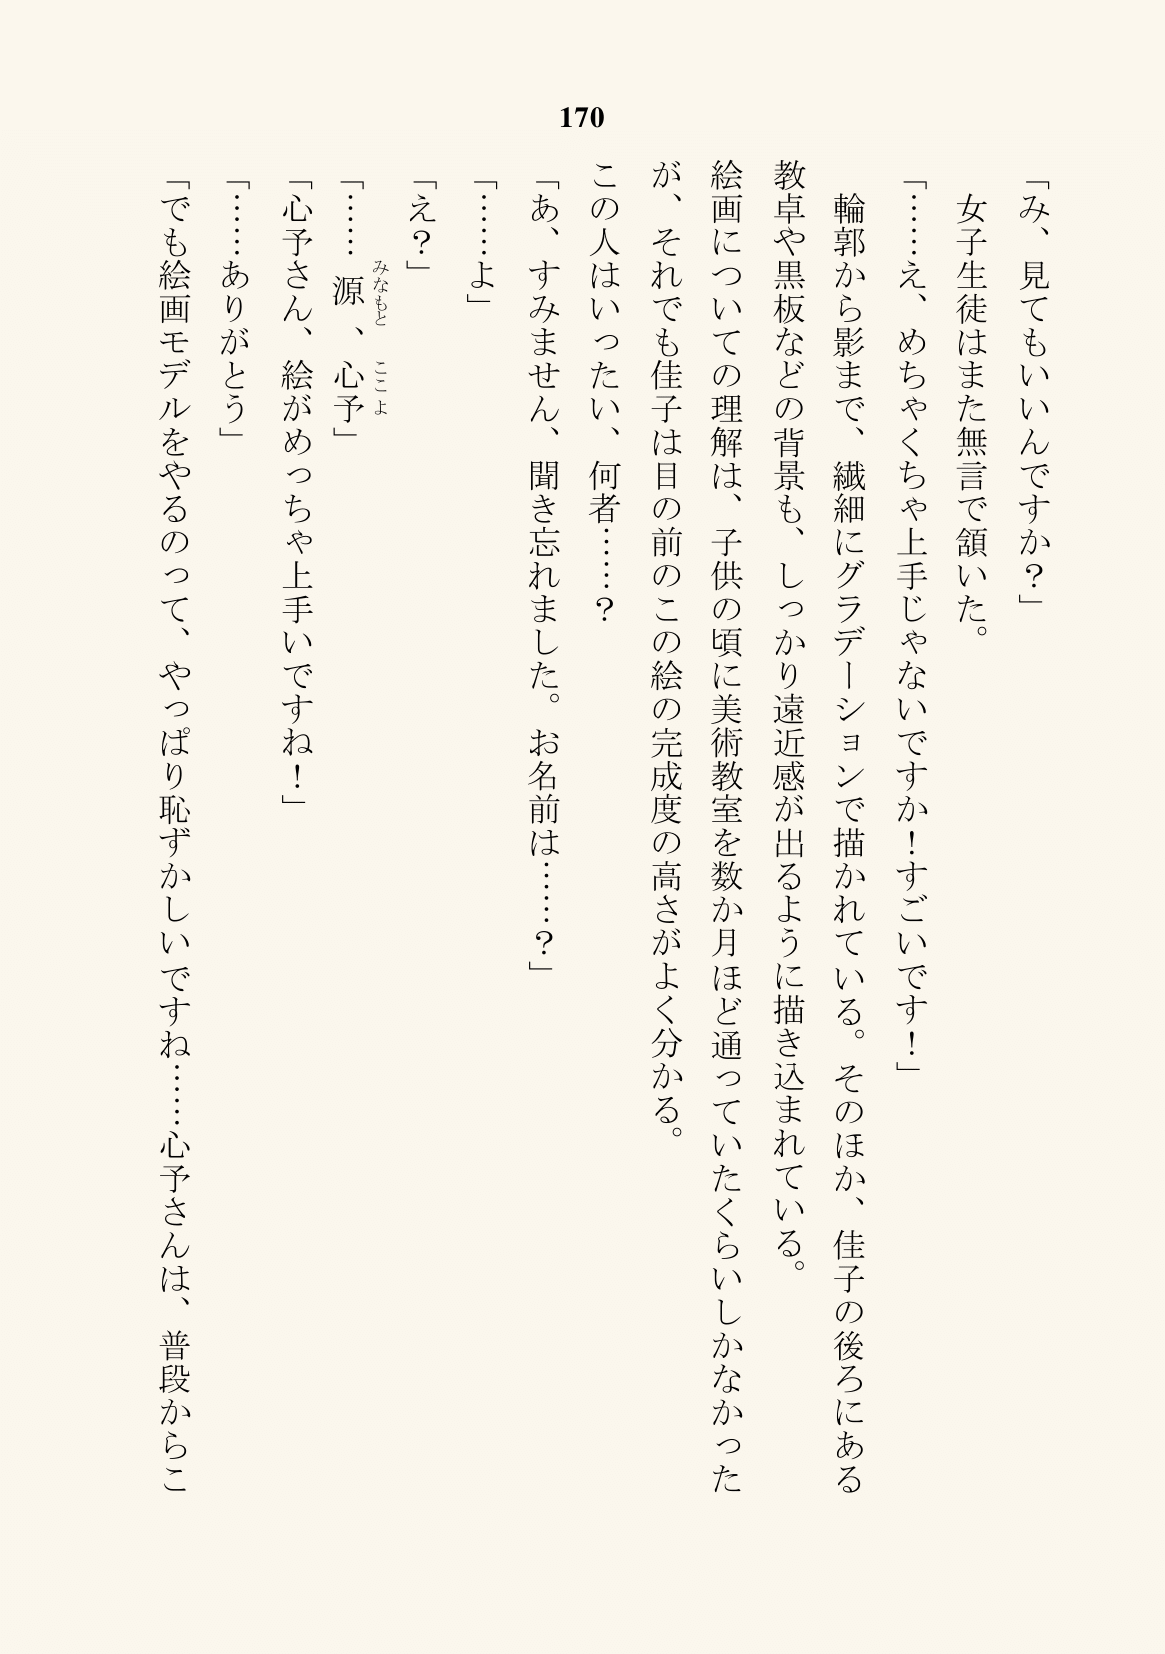 170
「み、見てもいいんですか？」
　女子生徒はまた無言で頷いた。
「……え、めちゃくちゃ上手じゃないですか！すごいです！」
　輪郭から影まで、繊細にグラデーションで描かれている。そのほか、佳子の後ろにある
教卓や黒板などの背景も、しっかり遠近感が出るように描き込まれている。
絵画についての理解は、子供の頃に美術教室を数か月ほど通っていたくらいしかなかった
が、それでも佳子は目の前のこの絵の完成度の高さがよく分かる。
この人はいったい、何者……？
「あ、すみません、聞き忘れました。お名前は……？」
「……よ」
「え？」
みなもと ここよ
「……源、心予」
「心予さん、絵がめっちゃ上手いですね！」
「……ありがとう」
「でも絵画モデルをやるのって、やっぱり恥ずかしいですね……心予さんは、普段からこ